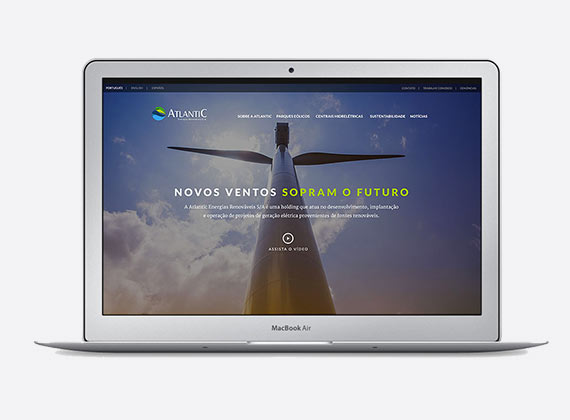 PORTUGUÊS | ENGLISH | ESPAÑOL
CONTATO | TRABALHE CONOSCO | DENÚNCIAS
ATLANTIC
SOBRE A ATLANTIC PARQUES EÓLICOS CENTRAIS HIDRELÉTRICAS SUSTENTABILIDADE NOTÍCIAS
NOVOS VENTOS SOPRAM O FUTURO
A Atlantic Energias Renováveis S/A é uma holding que atua no desenvolvimento, implantação
e operação de projetos de geração elétrica provenientes de fontes renováveis.
ASSISTA O VÍDEO
MacBook Air